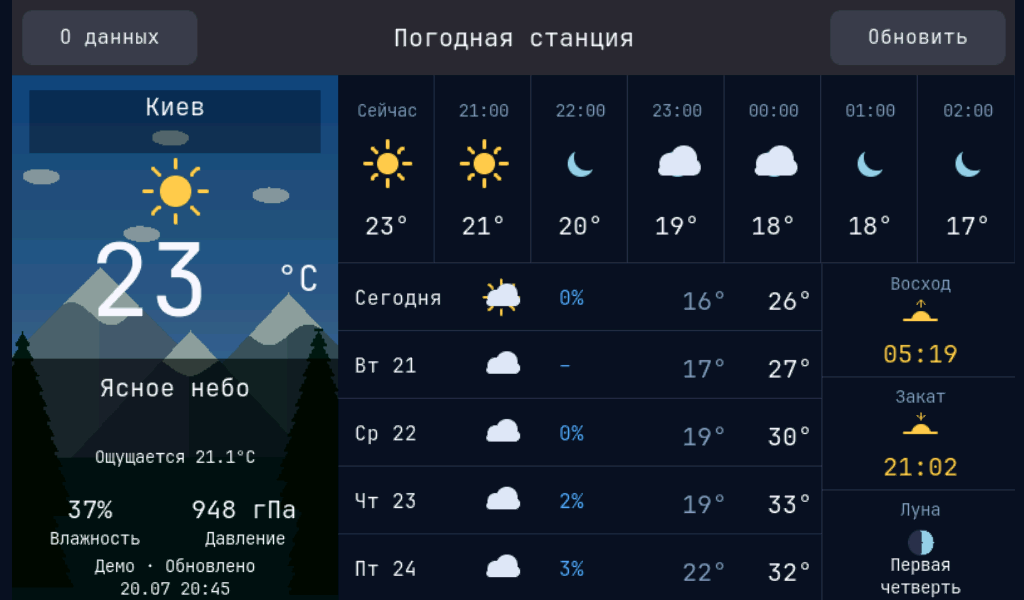 О данных
Погодная станция
Обновить
Киев
23 °C
Ясное небо
Ощущается 21.1°C
37% 948 гПа
Влажность Давление
Демо · Обновлено
20.07 20:45
Сейчас 21:00 22:00 23:00 00:00 01:00 02:00
23° 21° 20° 19° 18° 18° 17°
Сегодня 0% 16° 26°
Вт 21 – 17° 27°
Ср 22 0% 19° 30°
Чт 23 2% 19° 33°
Пт 24 3% 22° 32°
Восход
05:19
Закат
21:02
Луна
Первая
четверть